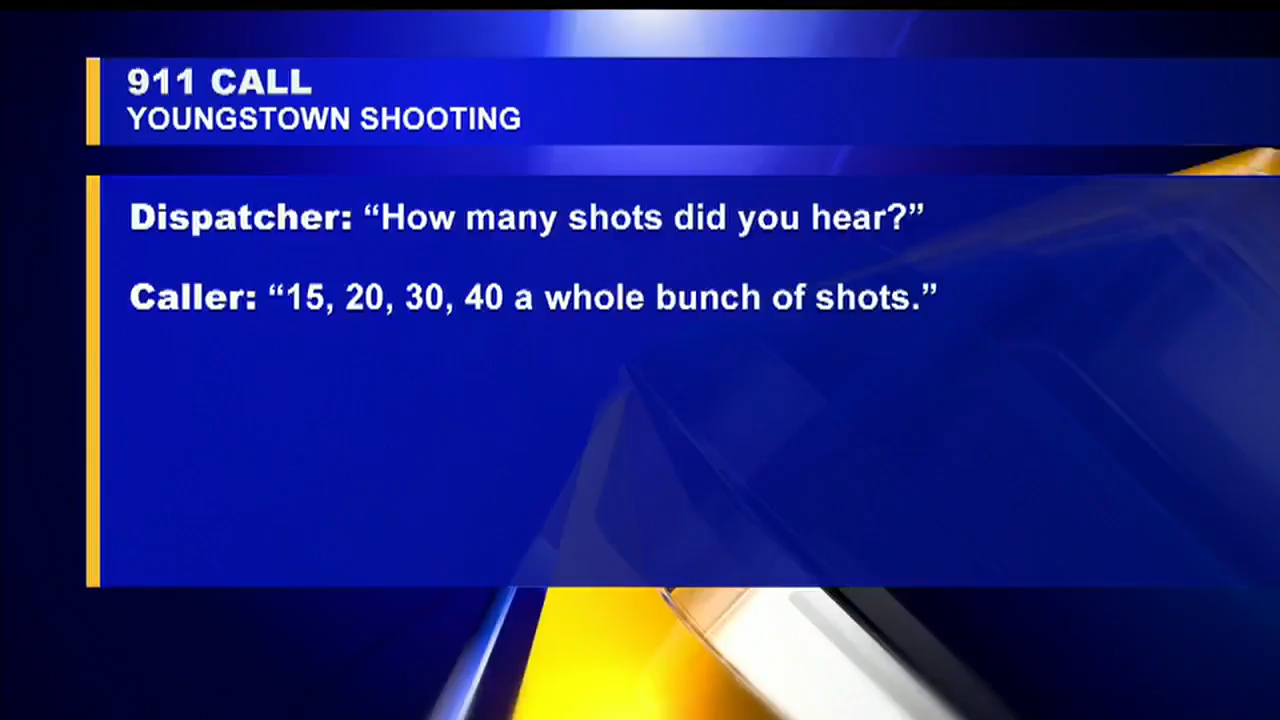 911 CALL
YOUNGSTOWN SHOOTING
Dispatcher: “How many shots did you hear?”
Caller: “15, 20, 30, 40 a whole bunch of shots.”